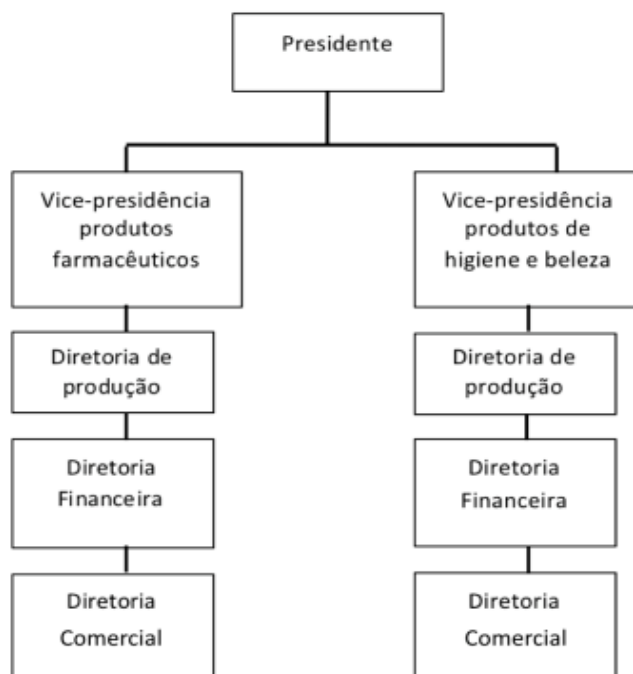 Presidente
Vice-presidência
produtos
farmacêuticos
Vice-presidência
produtos de
higiene e beleza
Diretoria de
produção
Diretoria de
produção
Diretoria
Financeira
Diretoria
Financeira
Diretoria
Comercial
Diretoria
Comercial